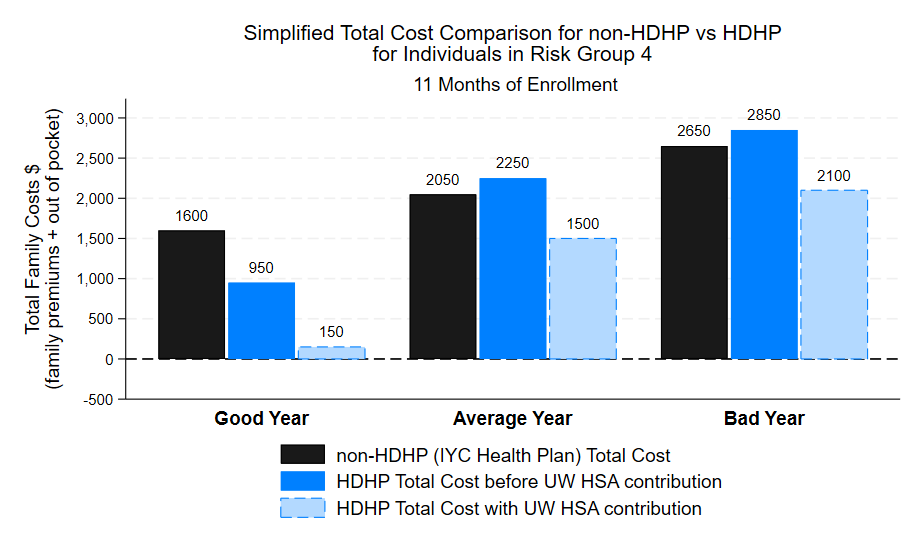 Simplified Total Cost Comparison for non-HDHP vs HDHP
for Individuals in Risk Group 4
11 Months of Enrollment
Total Family Costs $
(family premiums + out of pocket)
3,000
2,500
2,000
1,500
1,000
500
0
-500
1600
950
150
2050
2250
1500
2650
2850
2100
Good Year
Average Year
Bad Year
non-HDHP (IYC Health Plan) Total Cost
HDHP Total Cost before UW HSA contribution
HDHP Total Cost with UW HSA contribution